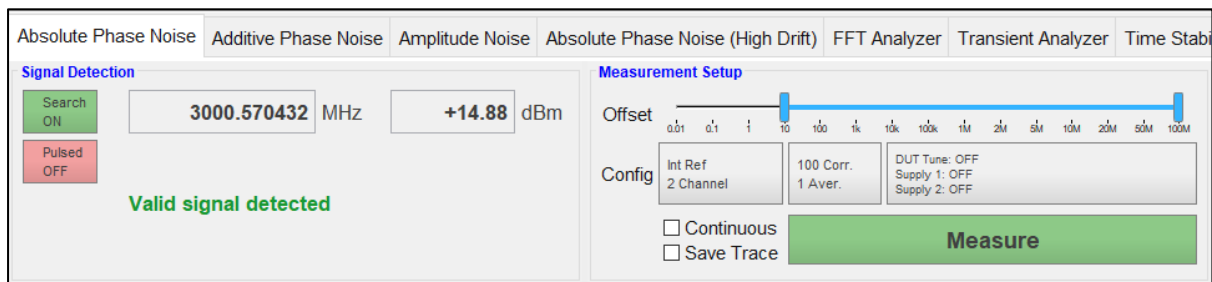 Absolute Phase Noise Additive Phase Noise Amplitude Noise Absolute Phase Noise (High Drift) FFT Analyzer Transient Analyzer Time Stabi
Signal Detection
Search
ON
3000.570432 MHz +14.88 dBm
Pulsed
OFF
Valid signal detected
Measurement Setup
Offset
0.01 0.1 1 10 100 1k 10k 100k 1M 2M 5M 10M 20M 50M 100M
Config
Int Ref
2 Channel
100 Corr.
1 Aver.
DUT Tune: OFF
Supply 1: OFF
Supply 2: OFF
Continuous
Save Trace
Measure